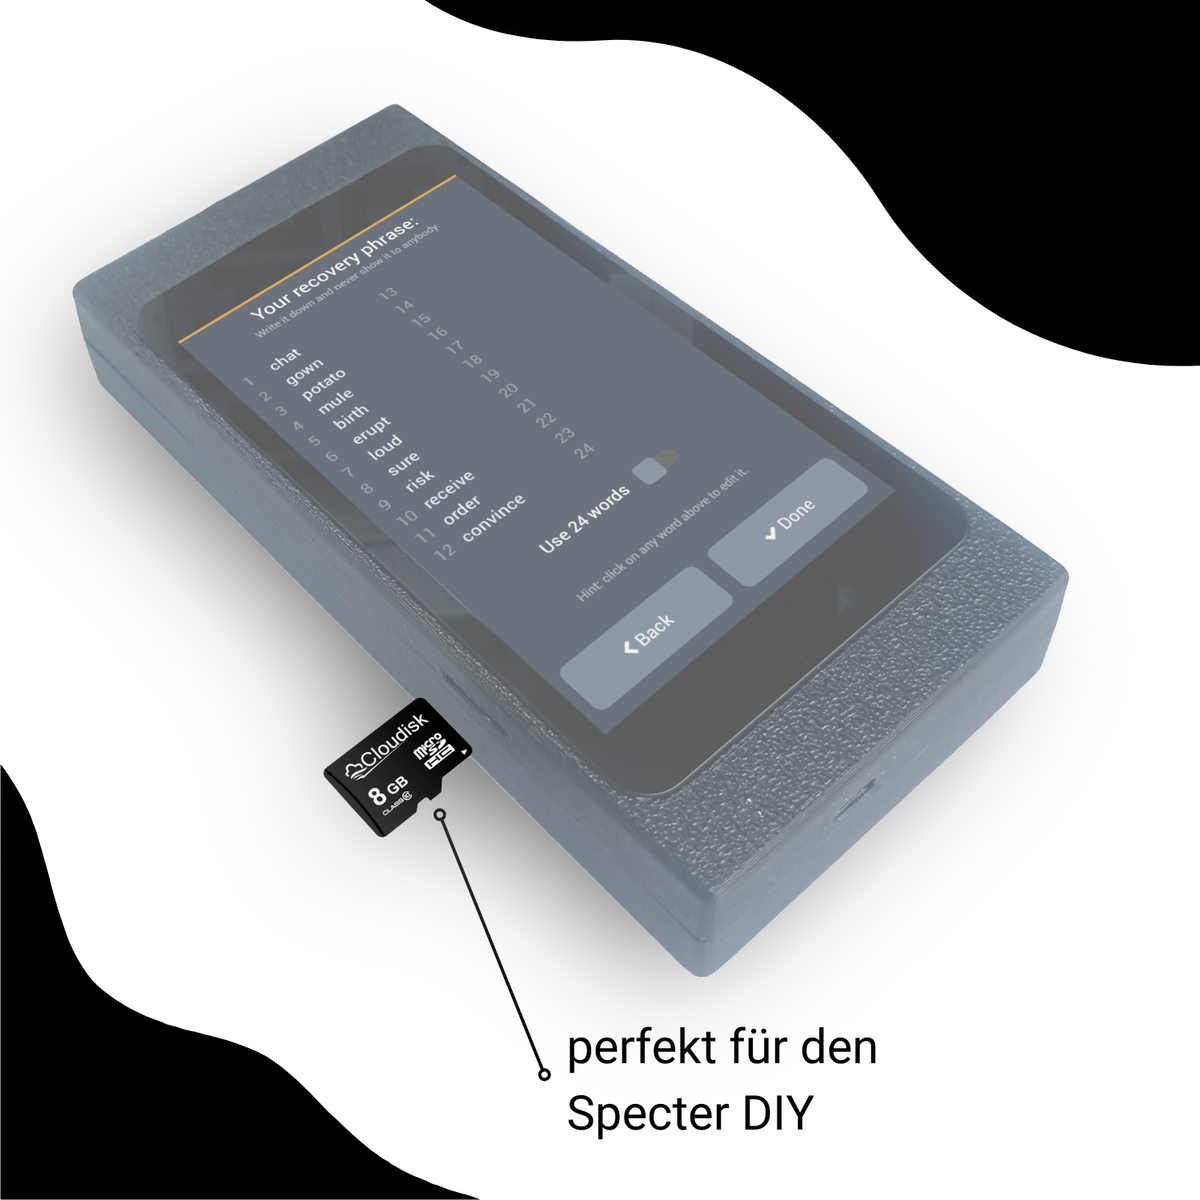 Your recovery phrase:
Write it down and never show it to anybody.
1 chat
2 gown
3 potato
4 mule
5 birth
6 erupt
7 loud
8 sure
9 risk
10 receive
11 order
12 convince
13
14
15
16
17
18
19
20
21
22
23
24
Use 24 words
Hint: click on any word above to edit it.
Back
Done
Cloudisk
micro
SD
HC
8 GB
CLASS 10
perfekt für den
Specter DIY